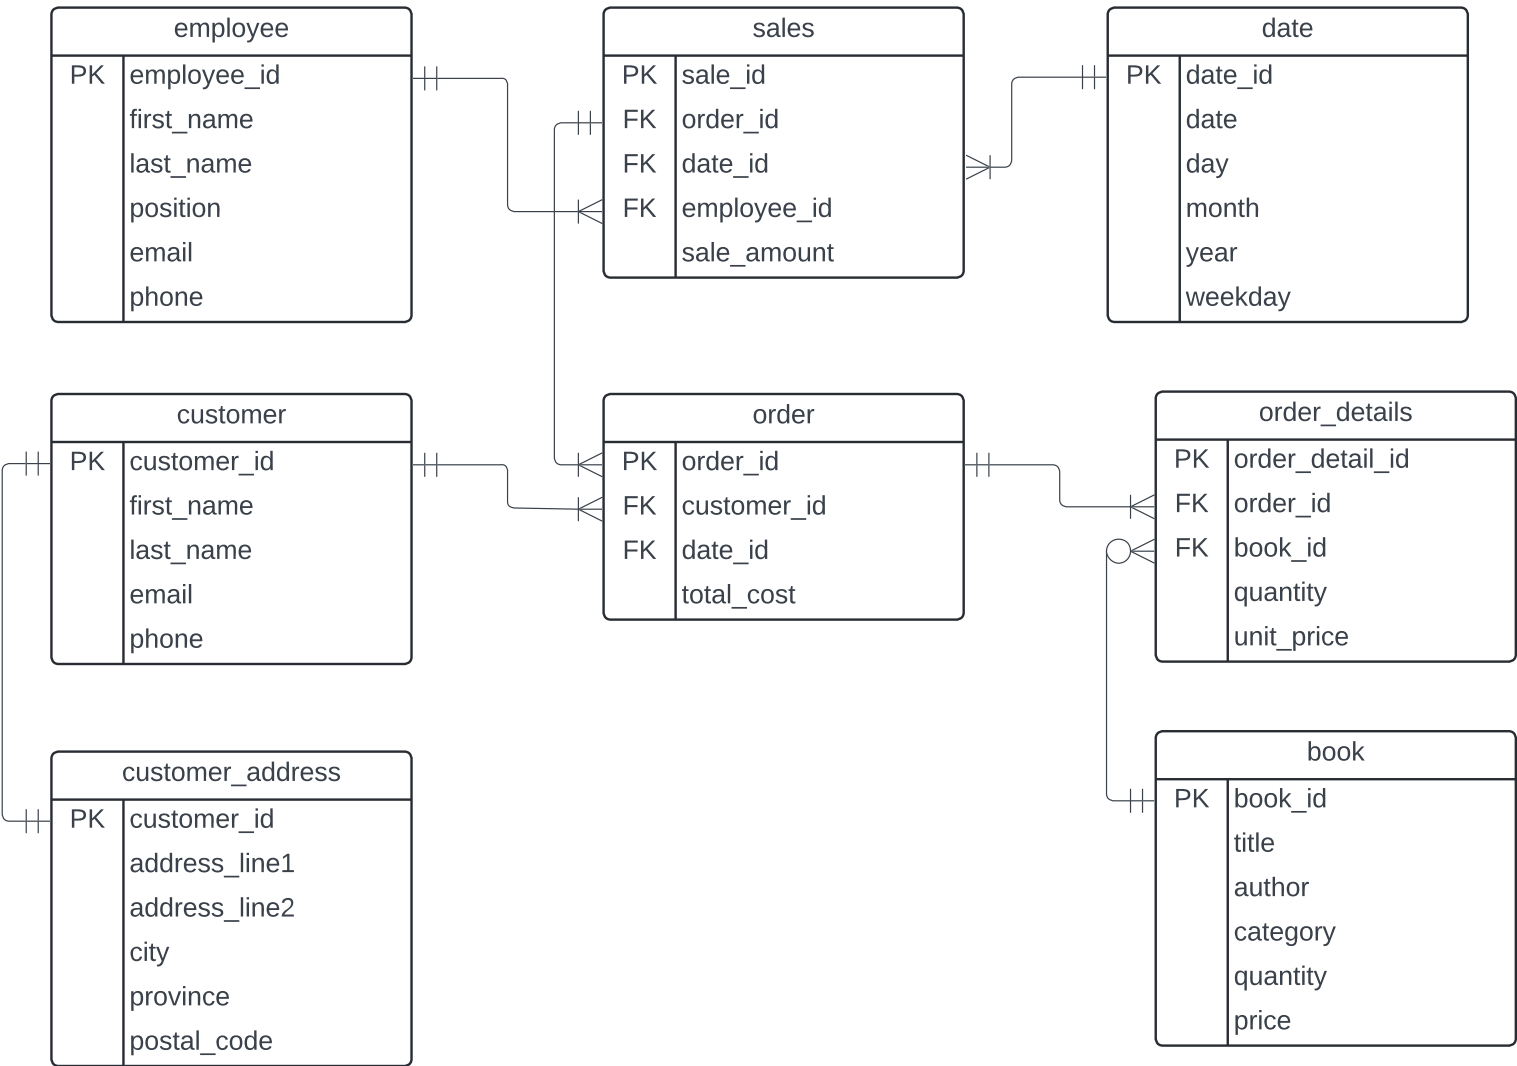 employee
PK employee_id
first_name
last_name
position
email
phone
sales
PK sale_id
FK order_id
FK date_id
FK employee_id
sale_amount
date
PK date_id
date
day
month
year
weekday
customer
PK customer_id
first_name
last_name
email
phone
order
PK order_id
FK customer_id
FK date_id
total_cost
order_details
PK order_detail_id
FK order_id
FK book_id
quantity
unit_price
customer_address
PK customer_id
address_line1
address_line2
city
province
postal_code
book
PK book_id
title
author
category
quantity
price